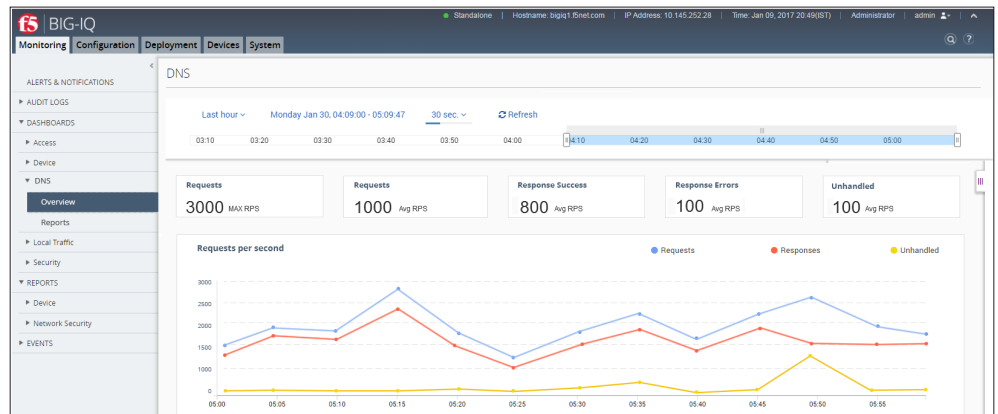 f5 BIG-IQ
Standalone | Hostname: bigiq1.f5net.com | IP Address: 10.145.252.28 | Time: Jan 09, 2017 20:49(IST) | Administrator | admin
Monitoring Configuration Deployment Devices System
ALERTS & NOTIFICATIONS
AUDIT LOGS
DASHBOARDS
Access
Device
DNS
Overview
Reports
Local Traffic
Security
REPORTS
Device
Network Security
EVENTS
DNS
Last hour Monday Jan 30, 04:09:00 - 05:09:47 30 sec. Refresh
03:10 03:20 03:30 03:40 03:50 04:00 04:10 04:20 04:30 04:40 04:50 05:00
Requests
3000 MAX RPS
Requests
1000 Avg RPS
Response Success
800 Avg RPS
Response Errors
100 Avg RPS
Unhandled
100 Avg RPS
Requests per second
Requests Responses Unhandled
3000
2500
2000
1500
1000
0
05:00 05:05 05:10 05:15 05:20 05:25 05:30 05:35 05:40 05:45 05:50 05:55